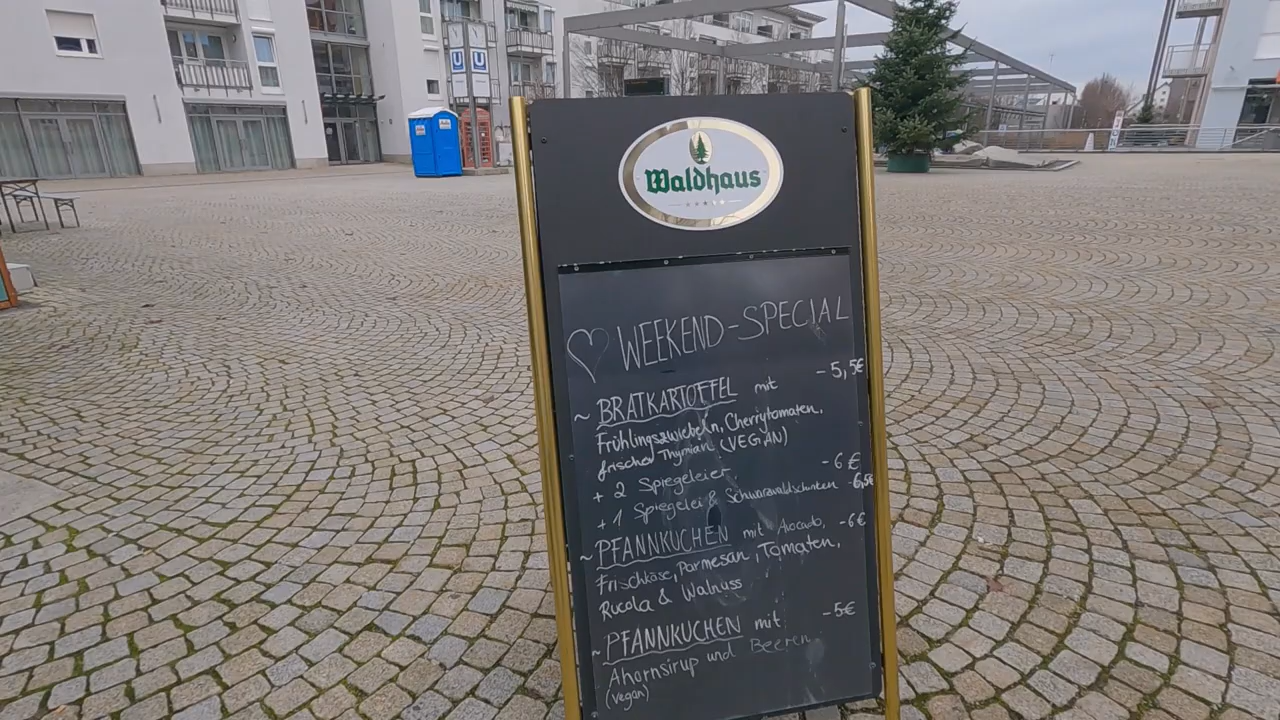 U U
Waldhaus
WEEKEND-SPECIAL
~ BRATKARTOFFEL mit - 5,5€
Frühlingszwiebeln, Cherrytomaten,
frischer Thymian (VEGAN)
+ 2 Spiegeleier - 6€
+ 1 Spiegelei & Schwarzwaldschinken - 6,5€
~ PFANNKUCHEN mit Avocado, - 6€
Frischkäse, Parmesan, Tomaten,
Rucola & Walnuss
~ PFANNKUCHEN mit - 5€
Ahornsirup und Beeren
(vegan)